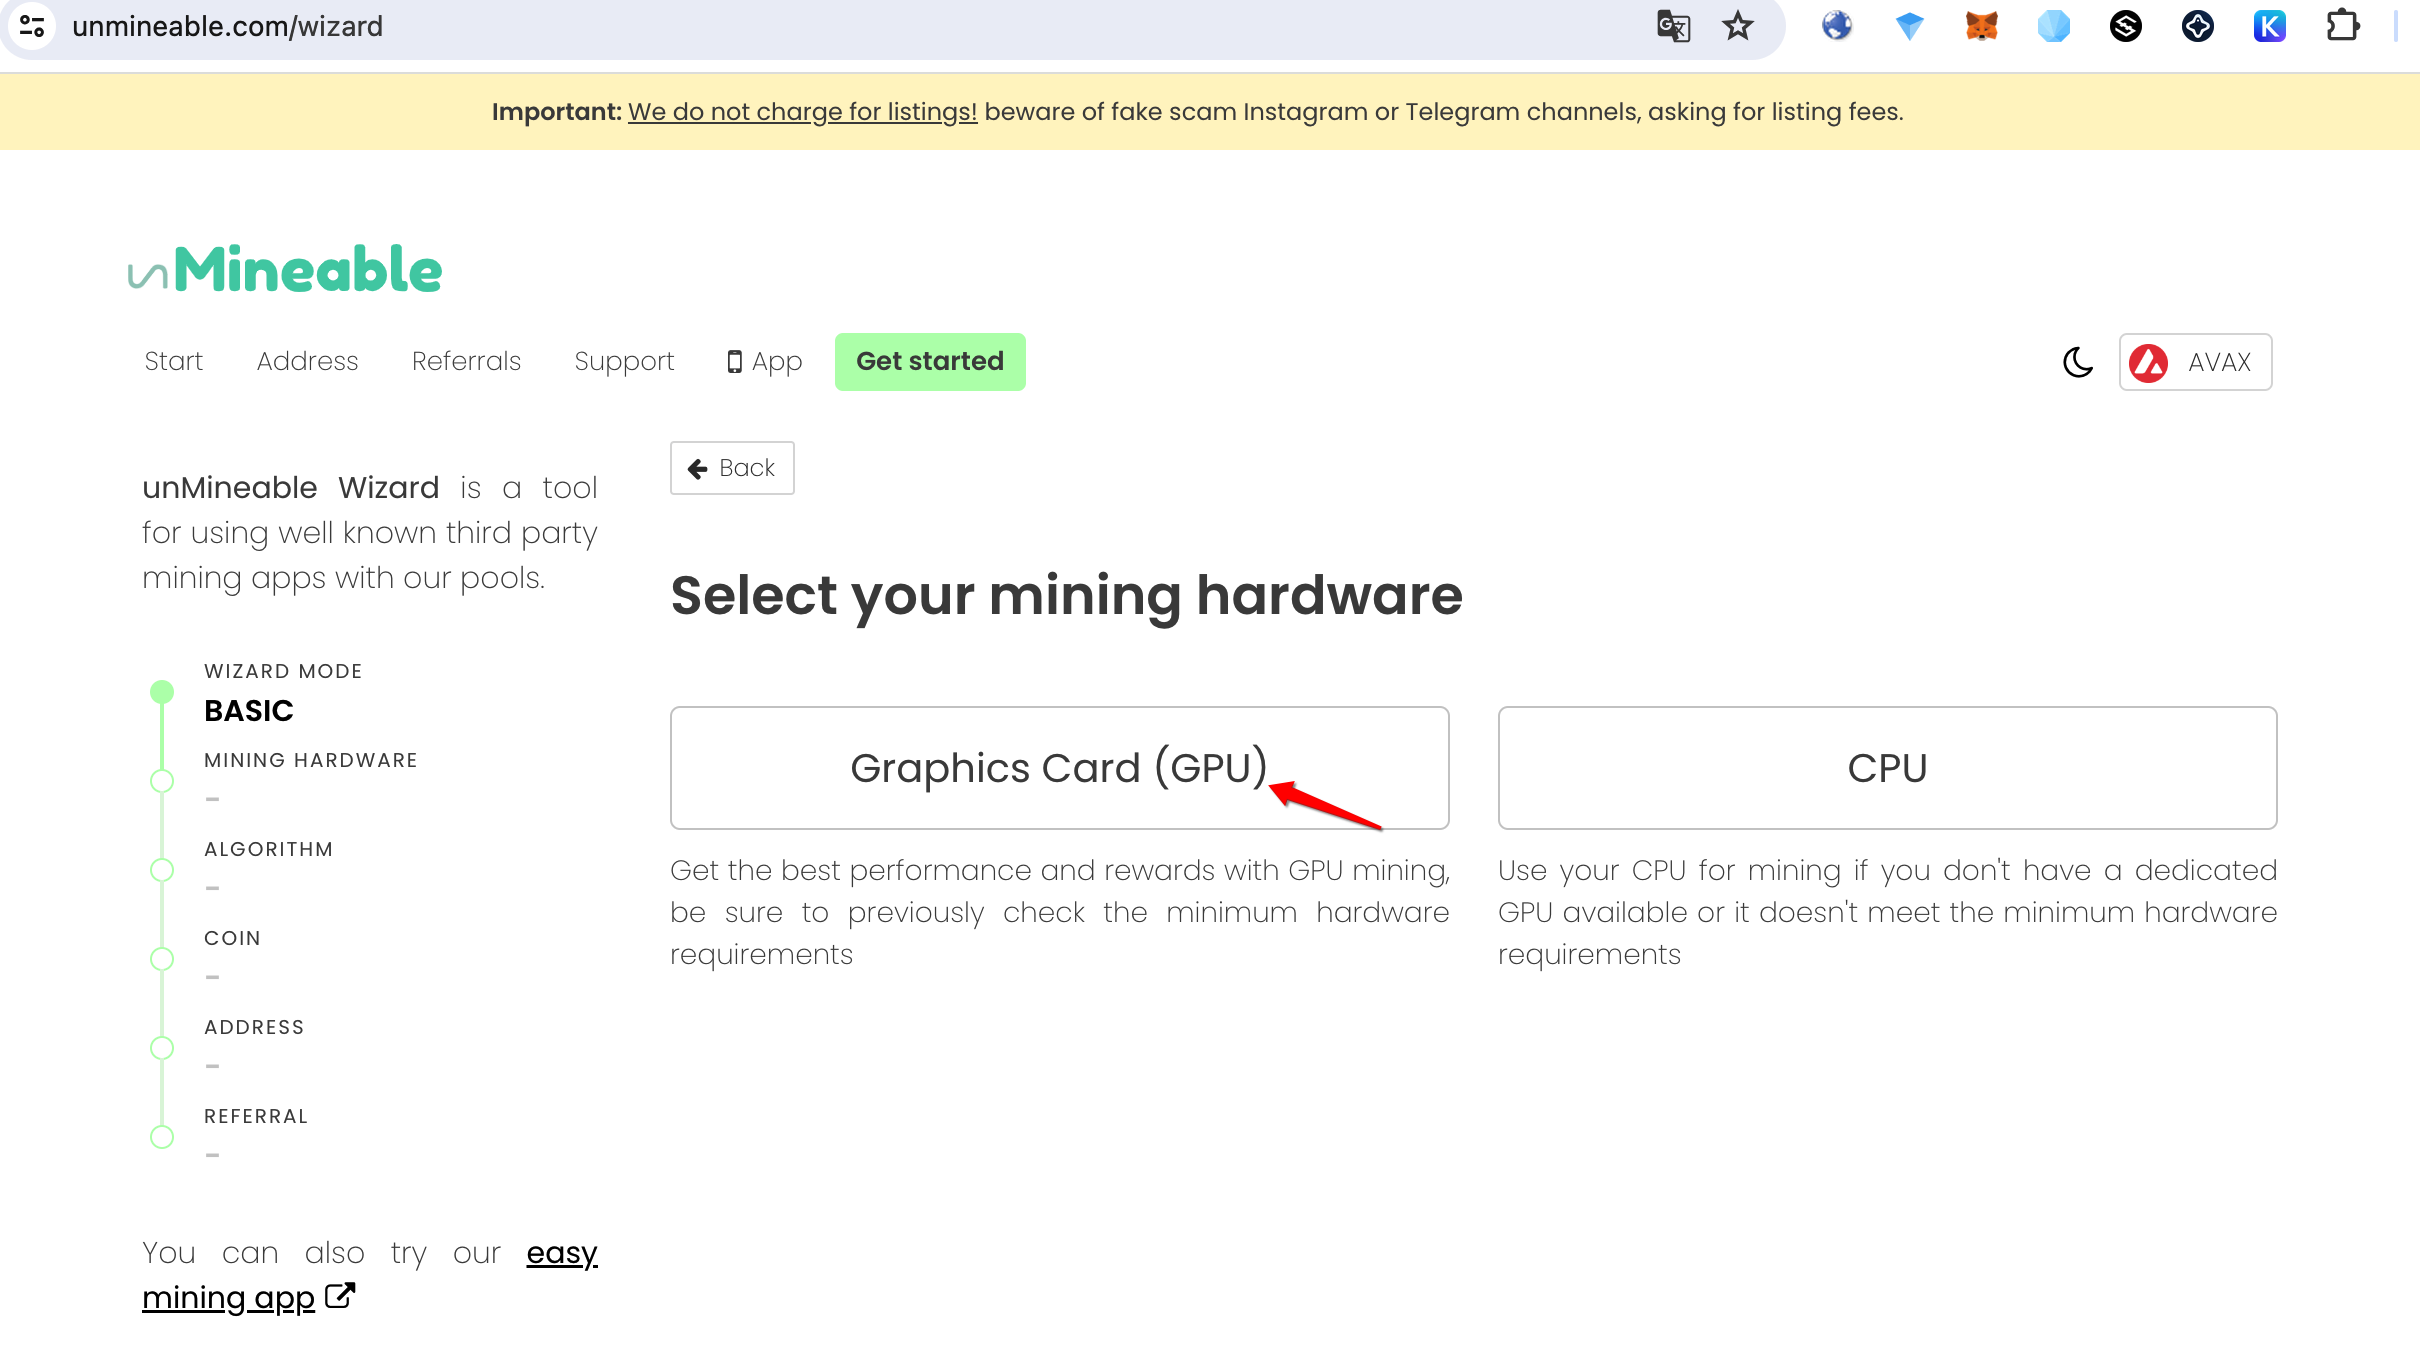 unmineable.com/wizard
Important: We do not charge for listings! beware of fake scam Instagram or Telegram channels, asking for listing fees.
unMineable
Start Address Referrals Support App Get started
AVAX
Back
unMineable Wizard is a tool
for using well known third party
mining apps with our pools.
WIZARD MODE
BASIC
MINING HARDWARE
-
ALGORITHM
-
COIN
-
ADDRESS
-
REFERRAL
-
You can also try our easy
mining app
Select your mining hardware
Graphics Card (GPU)
Get the best performance and rewards with GPU mining,
be sure to previously check the minimum hardware
requirements
CPU
Use your CPU for mining if you don't have a dedicated
GPU available or it doesn't meet the minimum hardware
requirements